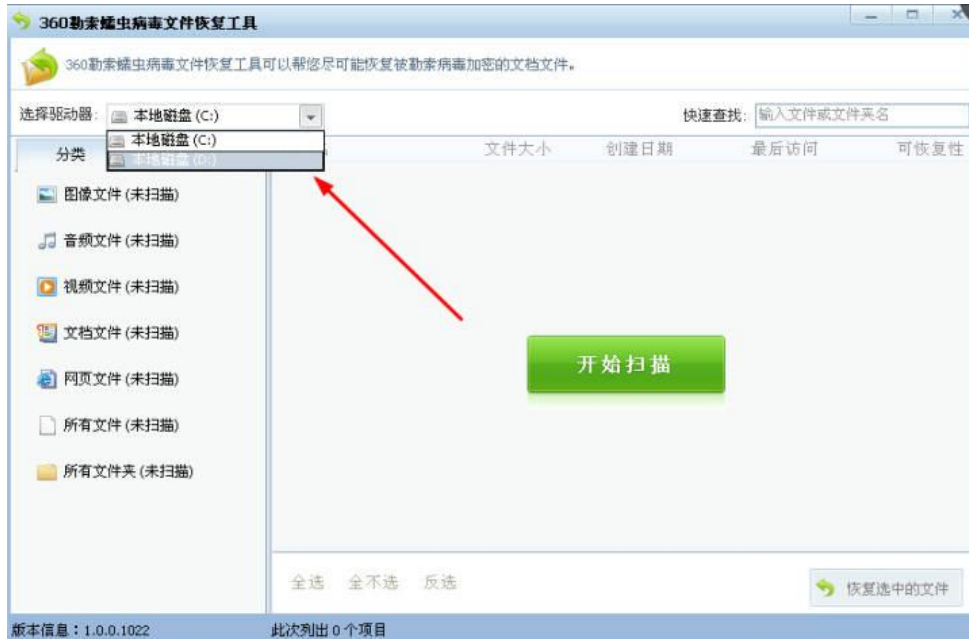 360勒索蠕虫病毒文件恢复工具
360勒索蠕虫病毒文件恢复工具可以帮您尽可能恢复被勒索病毒加密的文档文件。
选择驱动器: 本地磁盘 (C:) 快速查找: 输入文件或文件夹名
本地磁盘 (C:)
本地磁盘 (D:)
分类 文件大小 创建日期 最后访问 可恢复性
图像文件 (未扫描)
音频文件 (未扫描)
视频文件 (未扫描)
文档文件 (未扫描)
网页文件 (未扫描)
所有文件 (未扫描)
所有文件夹 (未扫描)
开始扫描
全选 全不选 反选 恢复选中的文件
版本信息：1.0.0.1022 此次列出 0 个项目